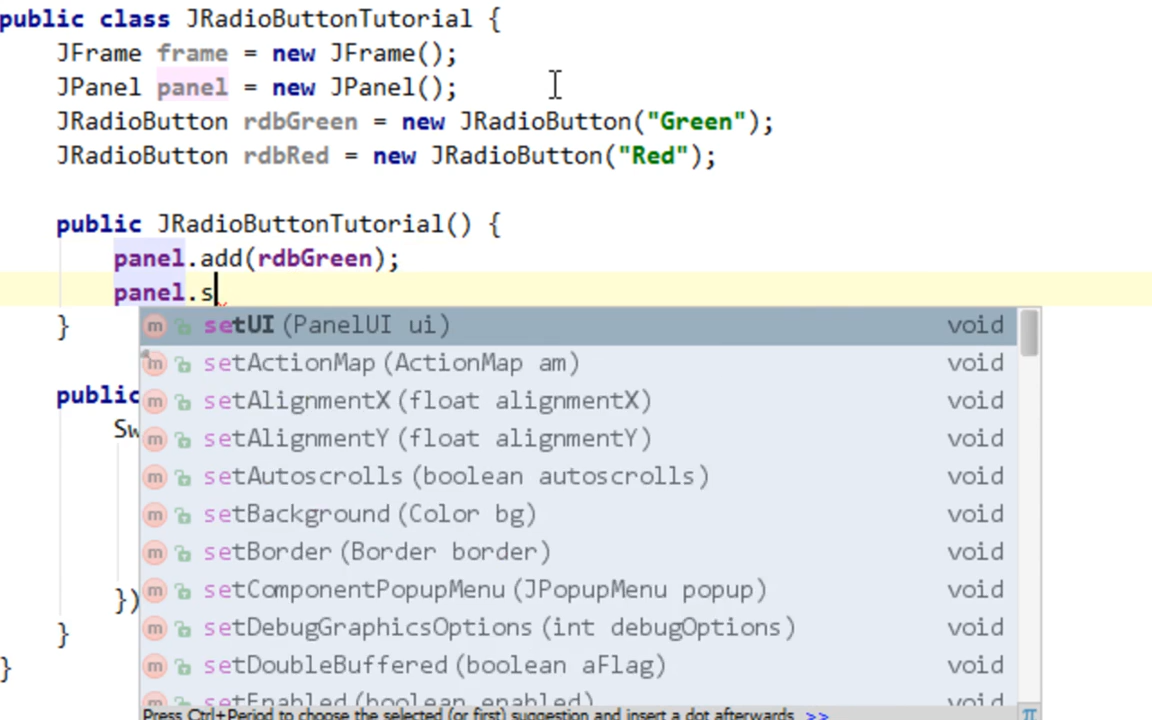 public class JRadioButtonTutorial {
JFrame frame = new JFrame();
JPanel panel = new JPanel();
JRadioButton rdbGreen = new JRadioButton("Green");
JRadioButton rdbRed = new JRadioButton("Red");
public JRadioButtonTutorial() {
panel.add(rdbGreen);
panel.s
m setUI(PanelUI ui) void
}
m setActionMap(ActionMap am) void
public
m setAlignmentX(float alignmentX) void
Sw
m setAlignmentY(float alignmentY) void
m setAutoscrolls(boolean autoscrolls) void
m setBackground(Color bg) void
m setBorder(Border border) void
m setComponentPopupMenu(JPopupMenu popup) void
})
m setDebugGraphicsOptions(int debugOptions) void
}
m setDoubleBuffered(boolean aFlag) void
}
m setEnabled(boolean enabled) void
Press Ctrl+Period to choose the selected (or first) suggestion and insert a dot afterwards >> π